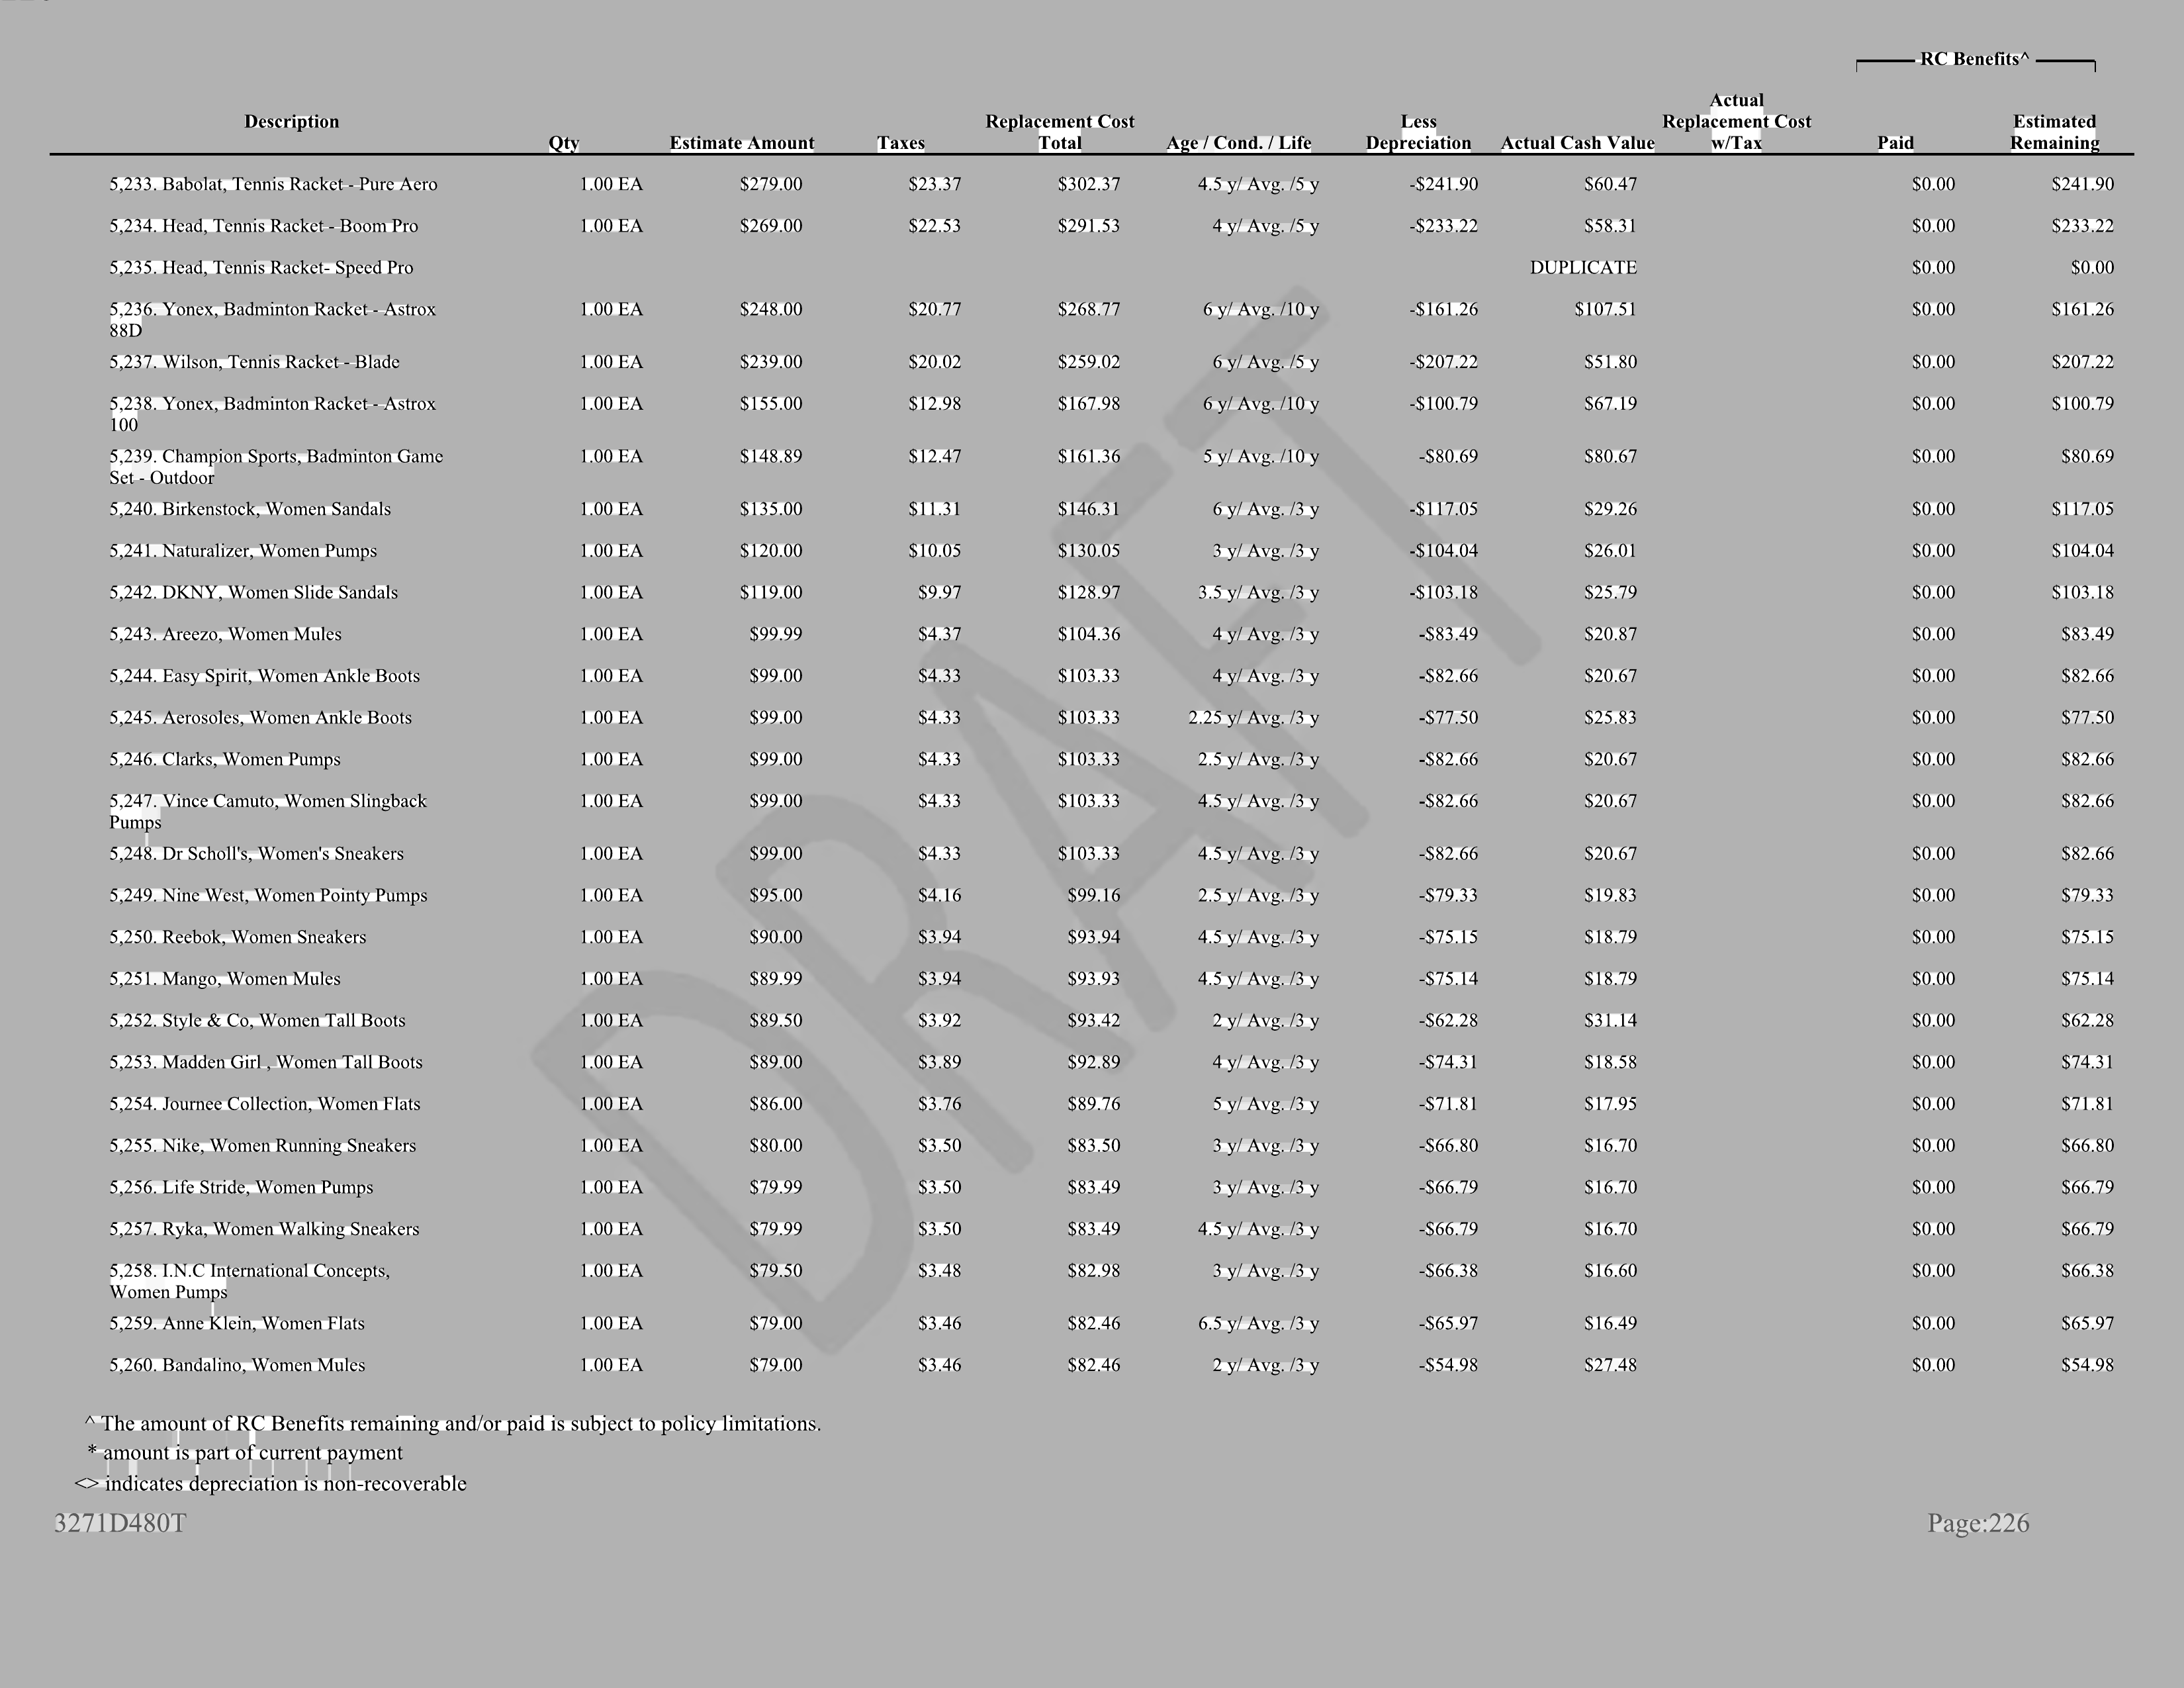 RC Benefits^
Description Qty Estimate Amount Taxes Replacement Cost Total Age / Cond. / Life Less Depreciation Actual Cash Value Actual Replacement Cost w/Tax Paid Estimated Remaining
5,233. Babolat, Tennis Racket - Pure Aero 1.00 EA $279.00 $23.37 $302.37 4.5 y/ Avg. /5 y -$241.90 $60.47 $0.00 $241.90
5,234. Head, Tennis Racket - Boom Pro 1.00 EA $269.00 $22.53 $291.53 4 y/ Avg. /5 y -$233.22 $58.31 $0.00 $233.22
5,235. Head, Tennis Racket- Speed Pro DUPLICATE $0.00 $0.00
5,236. Yonex, Badminton Racket - Astrox 1.00 EA $248.00 $20.77 $268.77 6 y/ Avg. /10 y -$161.26 $107.51 $0.00 $161.26
88D
5,237. Wilson, Tennis Racket - Blade 1.00 EA $239.00 $20.02 $259.02 6 y/ Avg. /5 y -$207.22 $51.80 $0.00 $207.22
5,238. Yonex, Badminton Racket - Astrox 1.00 EA $155.00 $12.98 $167.98 6 y/ Avg. /10 y -$100.79 $67.19 $0.00 $100.79
100
5,239. Champion Sports, Badminton Game 1.00 EA $148.89 $12.47 $161.36 5 y/ Avg. /10 y -$80.69 $80.67 $0.00 $80.69
Set - Outdoor
5,240. Birkenstock, Women Sandals 1.00 EA $135.00 $11.31 $146.31 6 y/ Avg. /3 y -$117.05 $29.26 $0.00 $117.05
5,241. Naturalizer, Women Pumps 1.00 EA $120.00 $10.05 $130.05 3 y/ Avg. /3 y -$104.04 $26.01 $0.00 $104.04
5,242. DKNY, Women Slide Sandals 1.00 EA $119.00 $9.97 $128.97 3.5 y/ Avg. /3 y -$103.18 $25.79 $0.00 $103.18
5,243. Areezo, Women Mules 1.00 EA $99.99 $4.37 $104.36 4 y/ Avg. /3 y -$83.49 $20.87 $0.00 $83.49
5,244. Easy Spirit, Women Ankle Boots 1.00 EA $99.00 $4.33 $103.33 4 y/ Avg. /3 y -$82.66 $20.67 $0.00 $82.66
5,245. Aerosoles, Women Ankle Boots 1.00 EA $99.00 $4.33 $103.33 2.25 y/ Avg. /3 y -$77.50 $25.83 $0.00 $77.50
5,246. Clarks, Women Pumps 1.00 EA $99.00 $4.33 $103.33 2.5 y/ Avg. /3 y -$82.66 $20.67 $0.00 $82.66
5,247. Vince Camuto, Women Slingback 1.00 EA $99.00 $4.33 $103.33 4.5 y/ Avg. /3 y -$82.66 $20.67 $0.00 $82.66
Pumps
5,248. Dr Scholl's, Women's Sneakers 1.00 EA $99.00 $4.33 $103.33 4.5 y/ Avg. /3 y -$82.66 $20.67 $0.00 $82.66
5,249. Nine West, Women Pointy Pumps 1.00 EA $95.00 $4.16 $99.16 2.5 y/ Avg. /3 y -$79.33 $19.83 $0.00 $79.33
5,250. Reebok, Women Sneakers 1.00 EA $90.00 $3.94 $93.94 4.5 y/ Avg. /3 y -$75.15 $18.79 $0.00 $75.15
5,251. Mango, Women Mules 1.00 EA $89.99 $3.94 $93.93 4.5 y/ Avg. /3 y -$75.14 $18.79 $0.00 $75.14
5,252. Style & Co, Women Tall Boots 1.00 EA $89.50 $3.92 $93.42 2 y/ Avg. /3 y -$62.28 $31.14 $0.00 $62.28
5,253. Madden Girl , Women Tall Boots 1.00 EA $89.00 $3.89 $92.89 4 y/ Avg. /3 y -$74.31 $18.58 $0.00 $74.31
5,254. Journee Collection, Women Flats 1.00 EA $86.00 $3.76 $89.76 5 y/ Avg. /3 y -$71.81 $17.95 $0.00 $71.81
5,255. Nike, Women Running Sneakers 1.00 EA $80.00 $3.50 $83.50 3 y/ Avg. /3 y -$66.80 $16.70 $0.00 $66.80
5,256. Life Stride, Women Pumps 1.00 EA $79.99 $3.50 $83.49 3 y/ Avg. /3 y -$66.79 $16.70 $0.00 $66.79
5,257. Ryka, Women Walking Sneakers 1.00 EA $79.99 $3.50 $83.49 4.5 y/ Avg. /3 y -$66.79 $16.70 $0.00 $66.79
5,258. I.N.C International Concepts, 1.00 EA $79.50 $3.48 $82.98 3 y/ Avg. /3 y -$66.38 $16.60 $0.00 $66.38
Women Pumps
5,259. Anne Klein, Women Flats 1.00 EA $79.00 $3.46 $82.46 6.5 y/ Avg. /3 y -$65.97 $16.49 $0.00 $65.97
5,260. Bandalino, Women Mules 1.00 EA $79.00 $3.46 $82.46 2 y/ Avg. /3 y -$54.98 $27.48 $0.00 $54.98
DRAFT
^ The amount of RC Benefits remaining and/or paid is subject to policy limitations.
* amount is part of current payment
<> indicates depreciation is non-recoverable
3271D480T Page:226